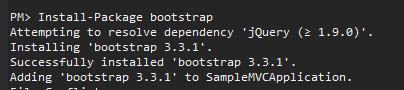 PM> Install-Package bootstrap
Attempting to resolve dependency 'jQuery (≥ 1.9.0)'.
Installing 'bootstrap 3.3.1'.
Successfully installed 'bootstrap 3.3.1'.
Adding 'bootstrap 3.3.1' to SampleMVCApplication.